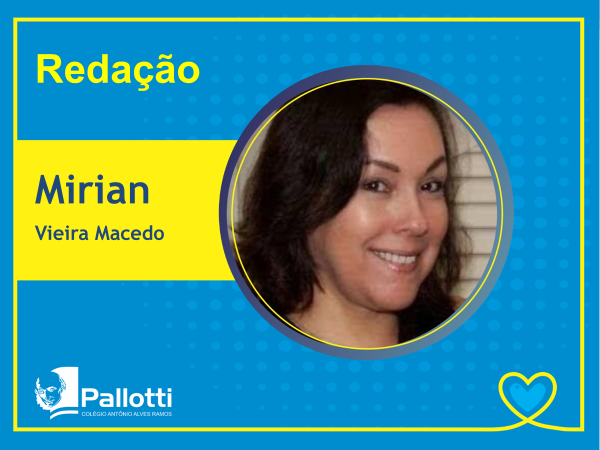 Redação
Mirian
Vieira Macedo
Pallotti
COLÉGIO ANTÔNIO ALVES RAMOS